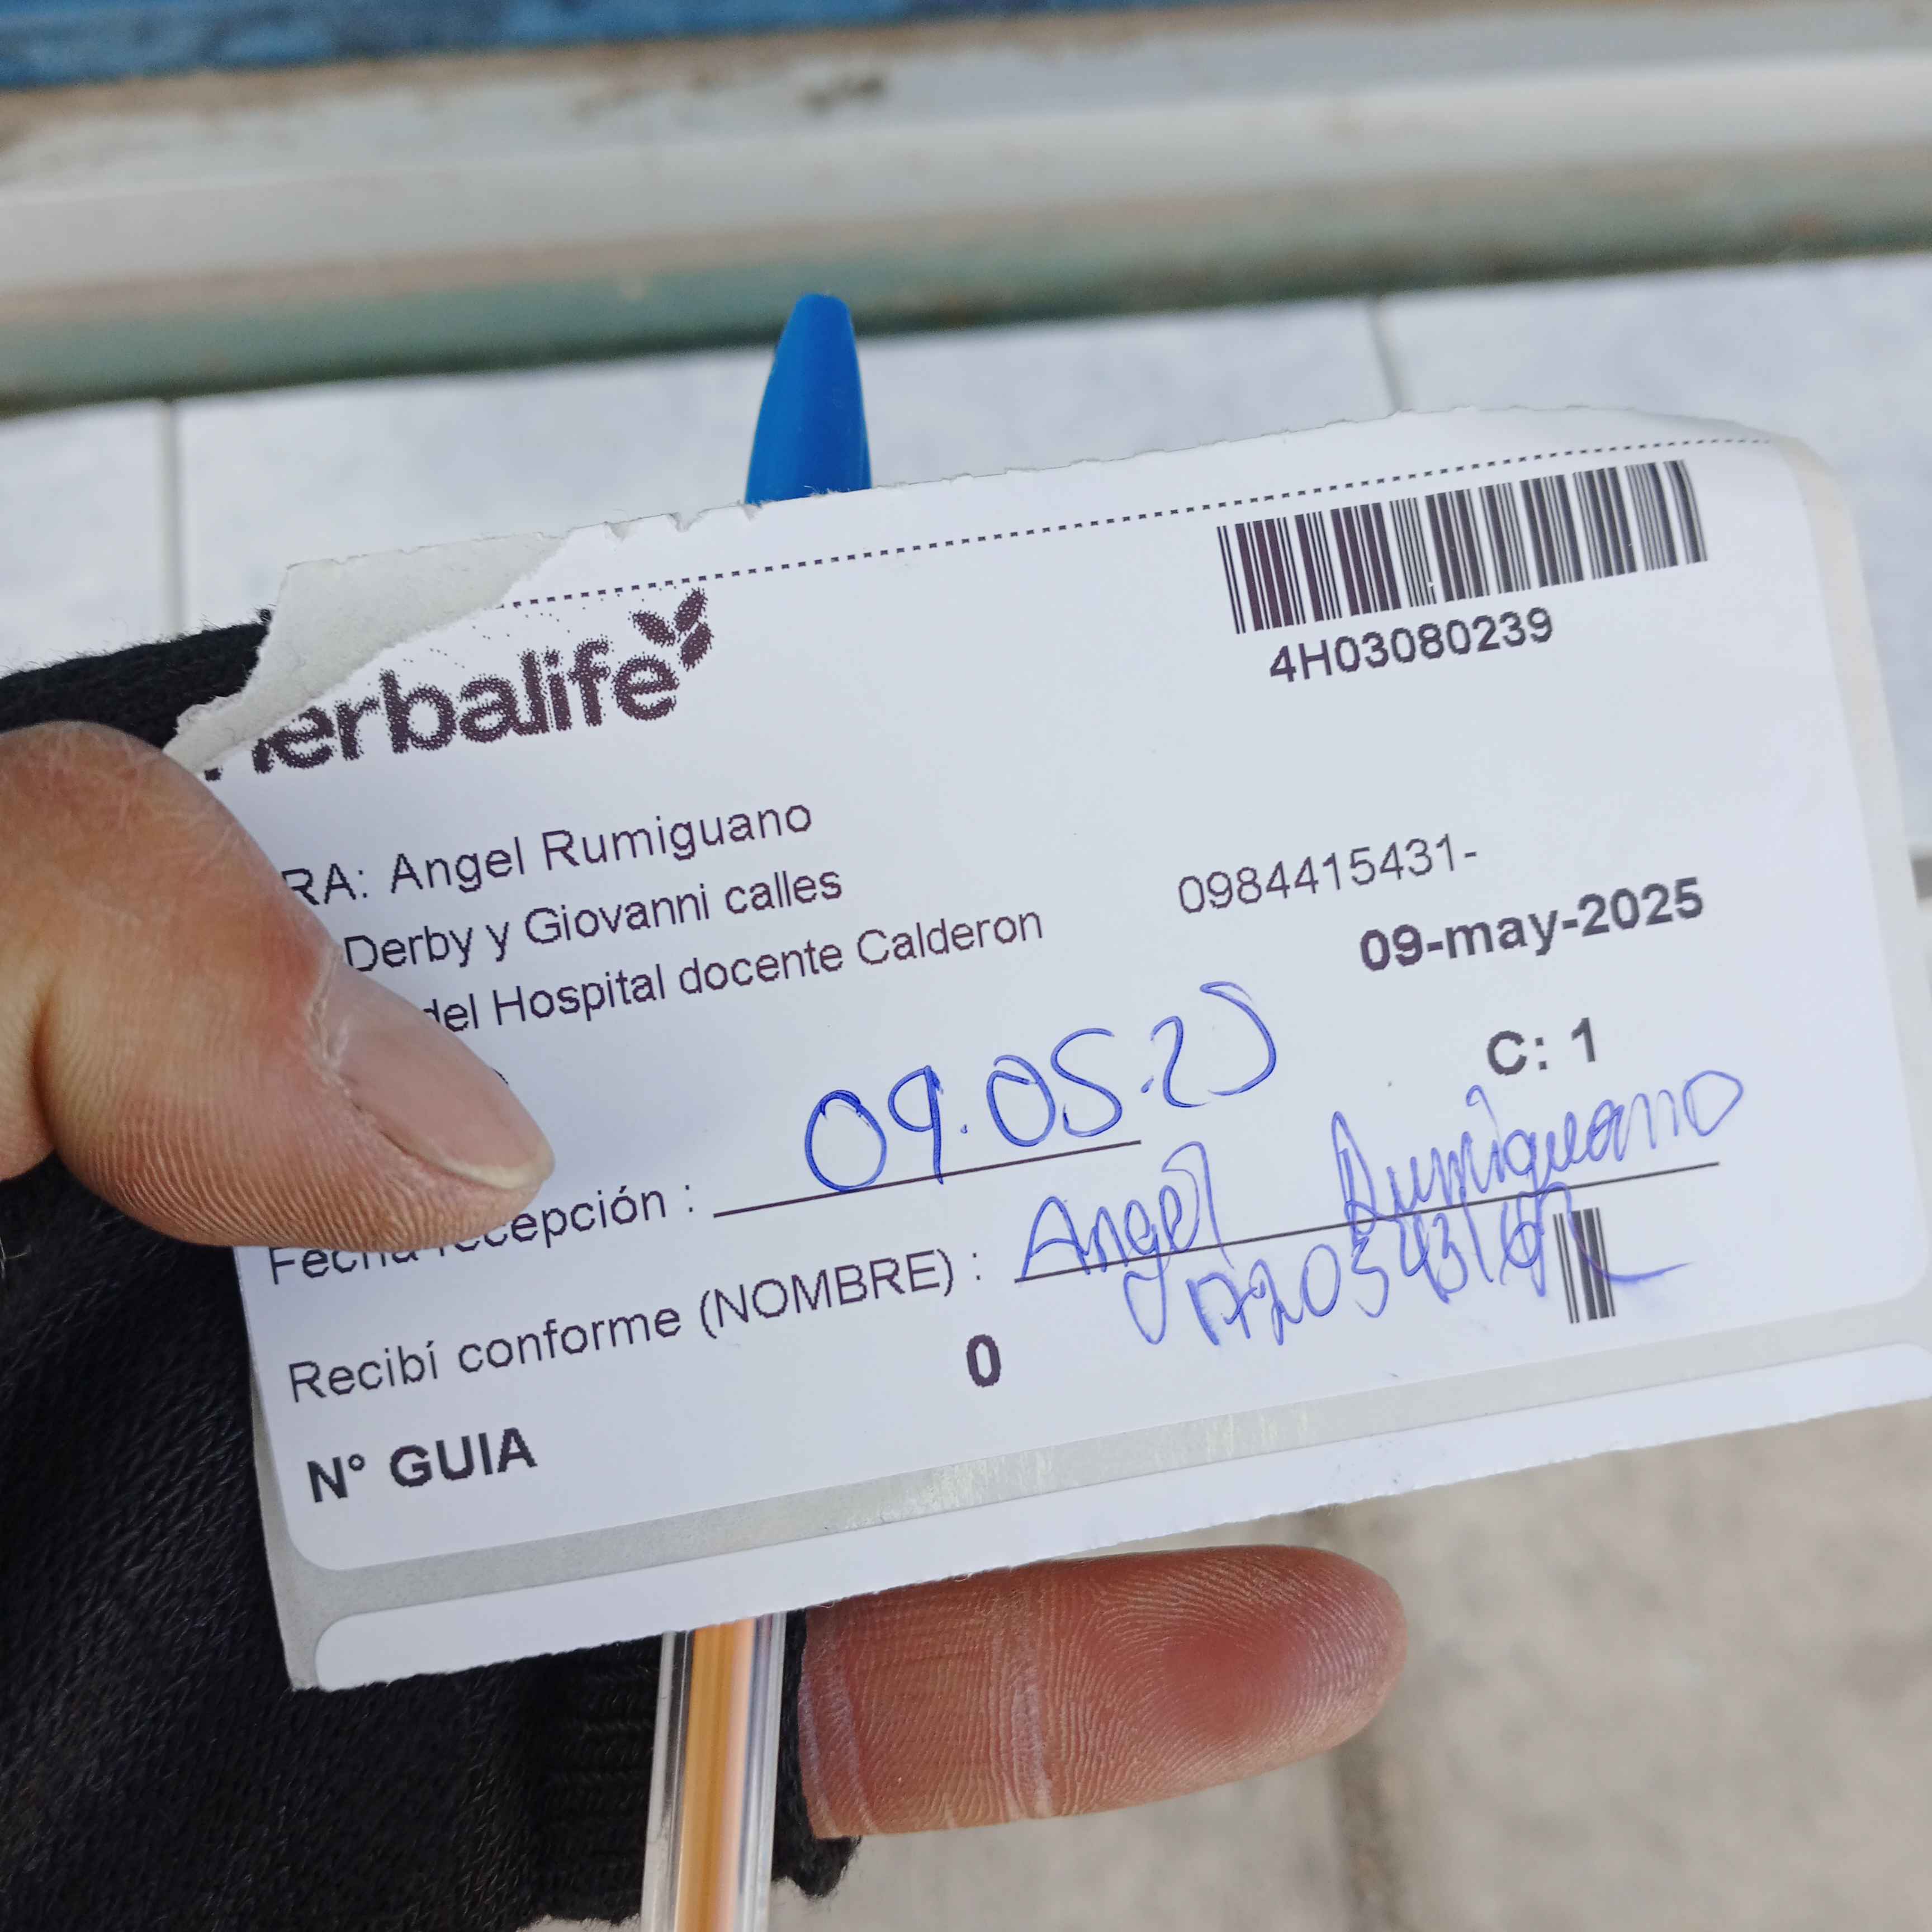 Herbalife
4H03080239
RA: Angel Rumiguano
Derby y Giovanni calles
0984415431-
del Hospital docente Calderon
09-may-2025
C: 1
Fecha recepción : 09.05.25
Recibí conforme (NOMBRE) : Angel Rumiguano
N° GUIA 0